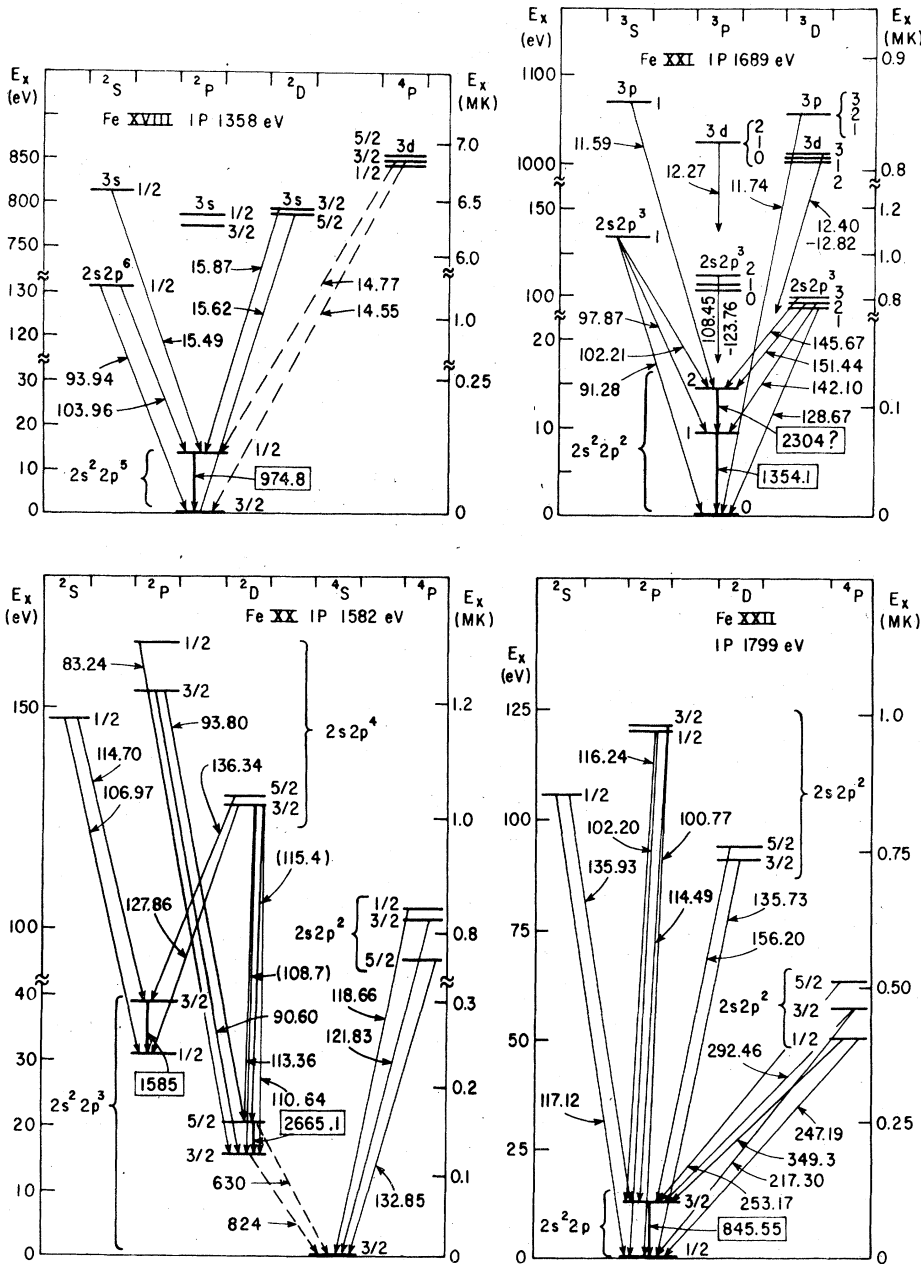 E_x (eV)
²S ²P ²D ⁴P
E_x (MK)
Fe XVIII IP 1358 eV
5/2 3d 7.0
850 3/2
3s 1/2
1/2 3s 3s 3/2
800 1/2 5/2 6.5
3/2
750 6.0
15.87
2s2p⁶ 14.77
130 1/2 15.62 14.55
1.0
120 15.49
93.94
30 0.25
103.96
20
1/2
10 2s²2p⁵ 974.8
0 3/2 0
E_x (eV)
³S ³P ³D
E_x (MK)
0.9
Fe XXI IP 1689 eV
1100
3p 1 3p 3 2 1
3d 2 1 0 3d 3 1 2
11.59
1000 0.8
12.27 11.74
150 12.40 -12.82 1.2
2s2p³ 1
1.0
2s2p³ 2 1 0
2s2p³ 3 2 1
100 0.8
108.45 -123.76
97.87
20 145.67
102.21 151.44
91.28 2 142.10
128.67 0.1
10 1 2304?
2s²2p² 1354.1
0 0 0
E_x (eV)
²S ²P ²D ⁴S ⁴P
E_x (MK)
Fe XX IP 1582 eV
1/2
83.24
3/2
150 1/2 93.80 2s2p⁴ 1.2
114.70
106.97 136.34
5/2
3/2 1.0
(115.4)
127.86 1/2
100 2s2p² 3/2 0.8
(108.7) 5/2
40 3/2 118.66 0.3
90.60 121.83
30 1/2 113.36
1585 110.64 0.2
2s²2p³
20 5/2 2665.1
3/2
630 132.85 0.1
10
824
0 3/2 0
²S ²P ²D ⁴P
E_x (MK)
Fe XXII
IP 1799 eV
E_x (eV)
125 3/2 1.0
1/2
116.24
2s2p²
1/2
100 102.20 100.77
5/2
3/2 0.75
135.93
75 114.49 135.73
156.20
2s2p² 5/2 0.50
3/2
50 1/2
292.46
117.12 247.19
25 349.3 0.25
217.30
3/2 253.17
2s²2p 845.55
0 1/2 0